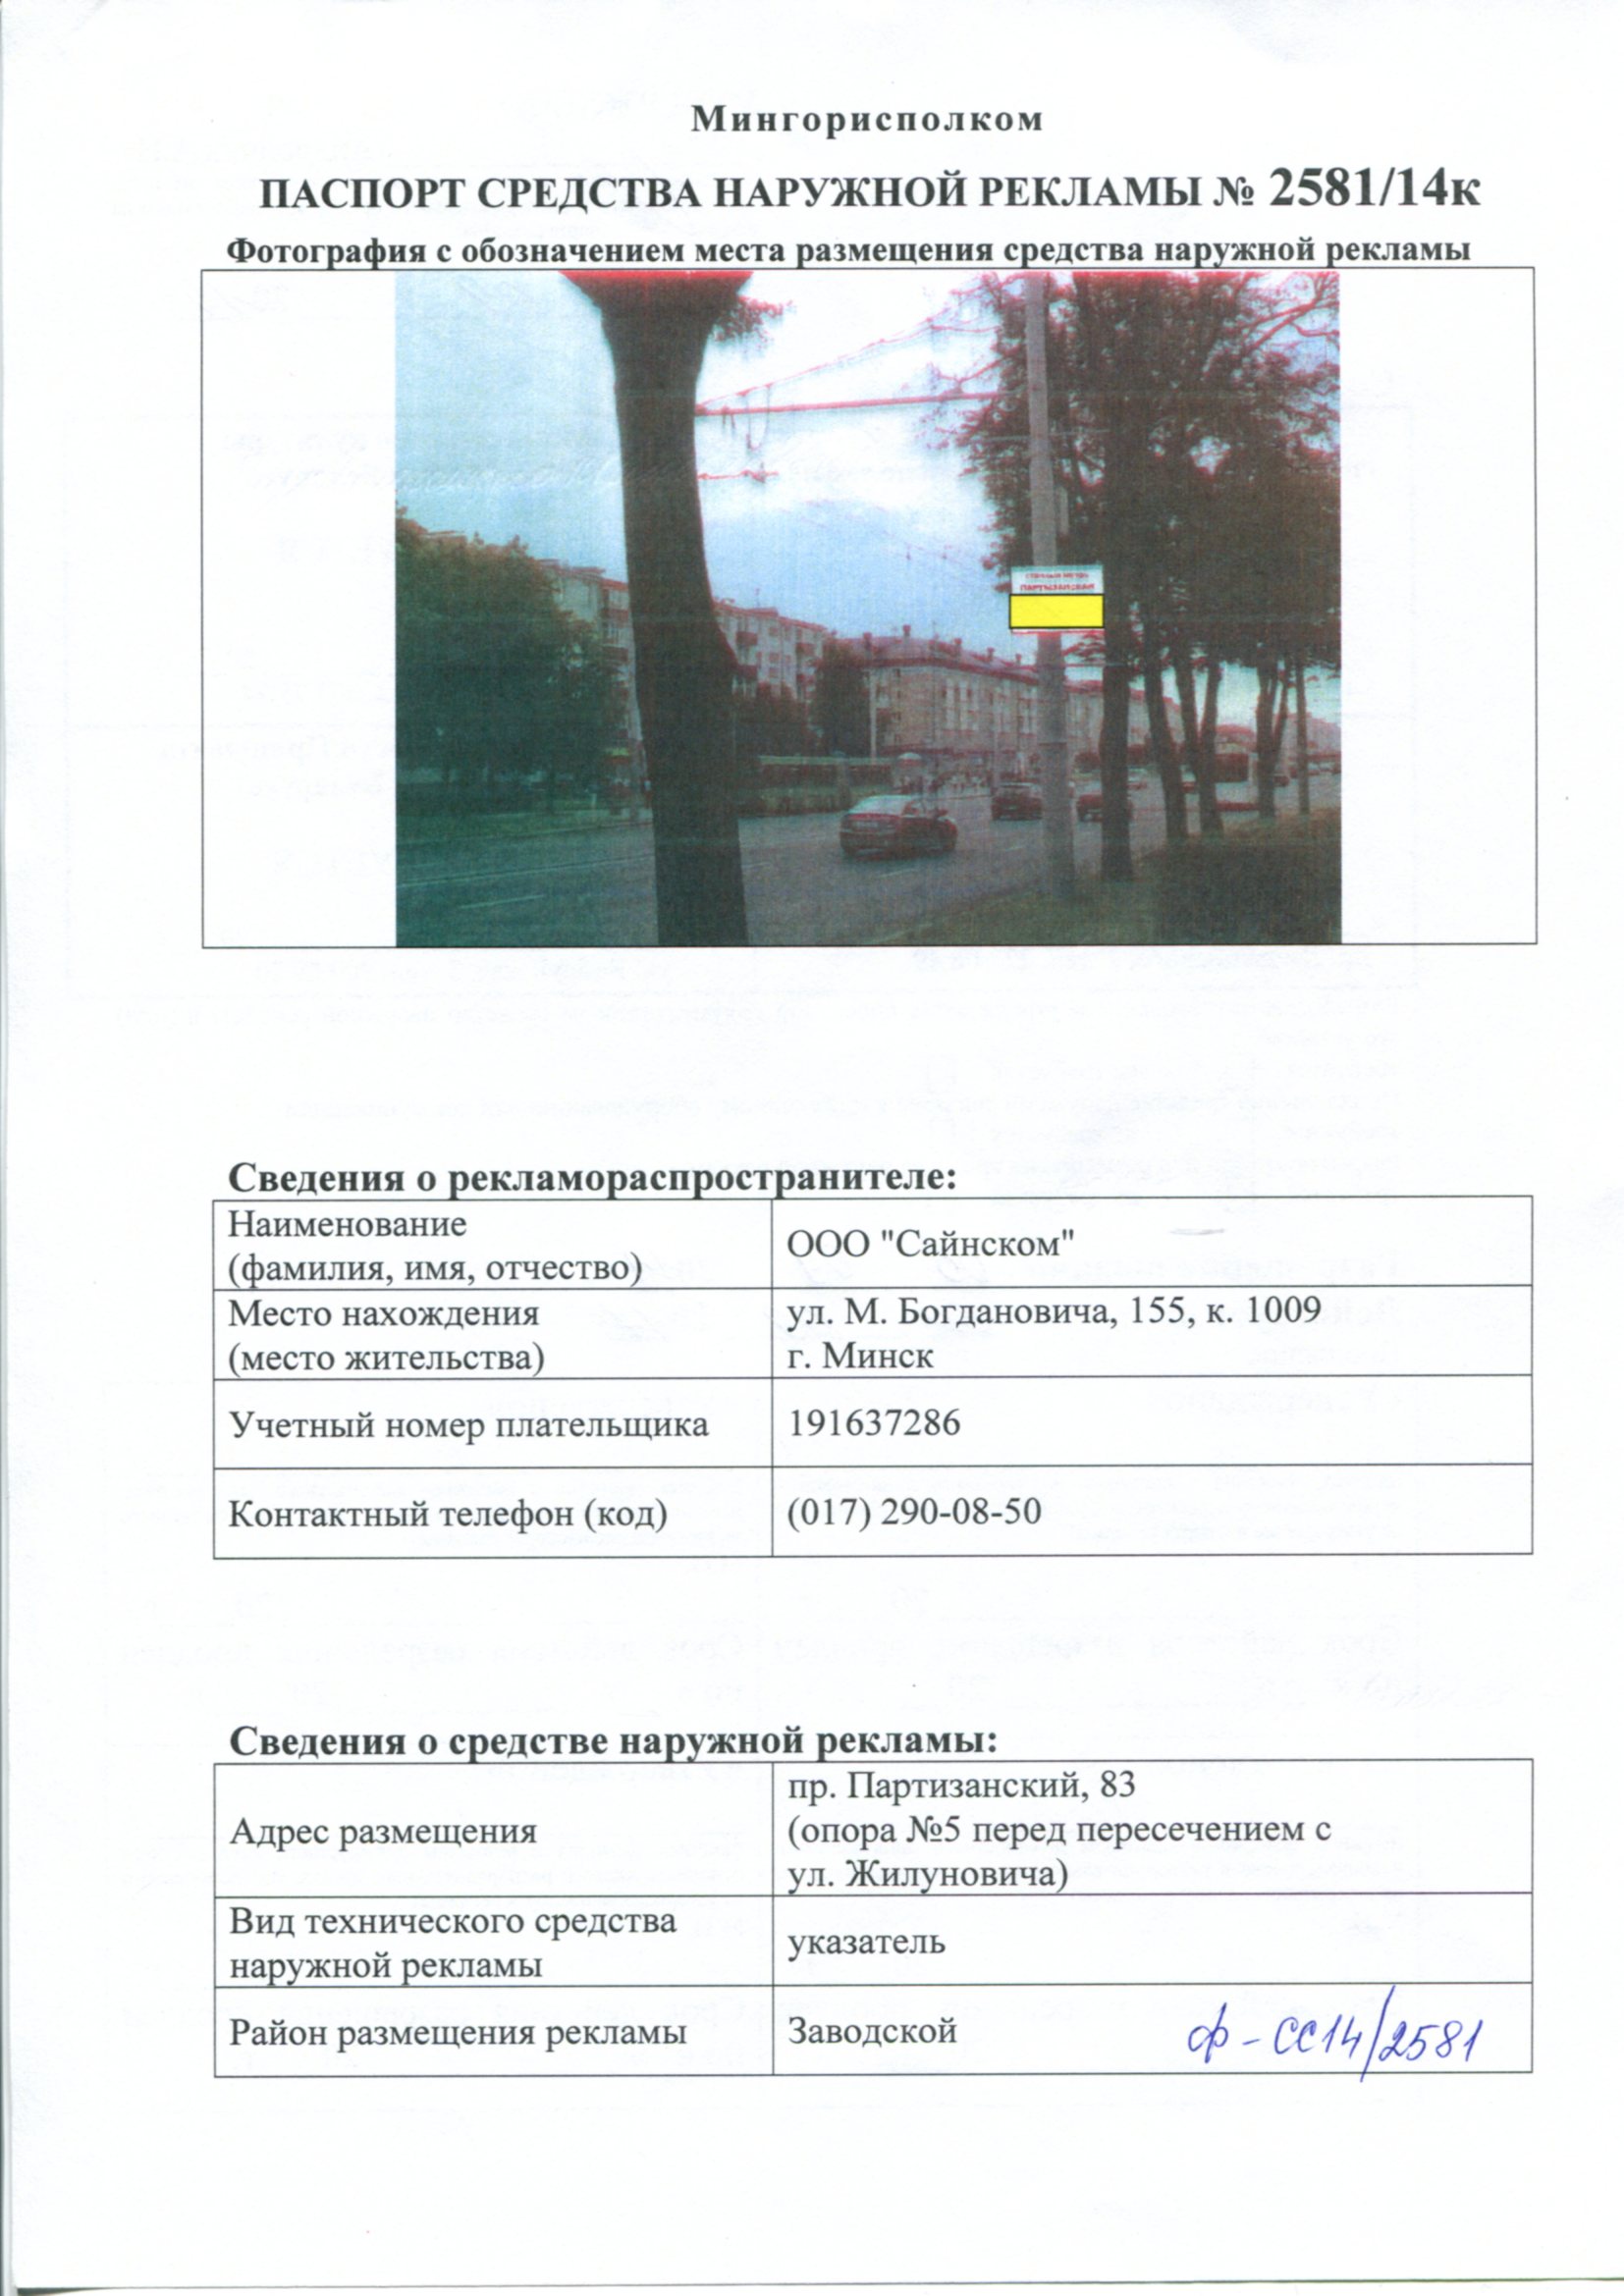 Мингорисполком
ПАСПОРТ СРЕДСТВА НАРУЖНОЙ РЕКЛАМЫ № 2581/14к
Фотография с обозначением места размещения средства наружной рекламы
СТАНЦЫЯ МЕТРО
ПАРТЫЗАНСКАЯ
Сведения о рекламораспространителе:
Наименование
(фамилия, имя, отчество)
ООО "Сайнском"
Место нахождения
(место жительства)
ул. М. Богдановича, 155, к. 1009
г. Минск
Учетный номер плательщика
191637286
Контактный телефон (код)
(017) 290-08-50
Сведения о средстве наружной рекламы:
Адрес размещения
пр. Партизанский, 83
(опора №5 перед пересечением с
ул. Жилуновича)
Вид технического средства
наружной рекламы
указатель
Район размещения рекламы
Заводской
ф - СС14/2581